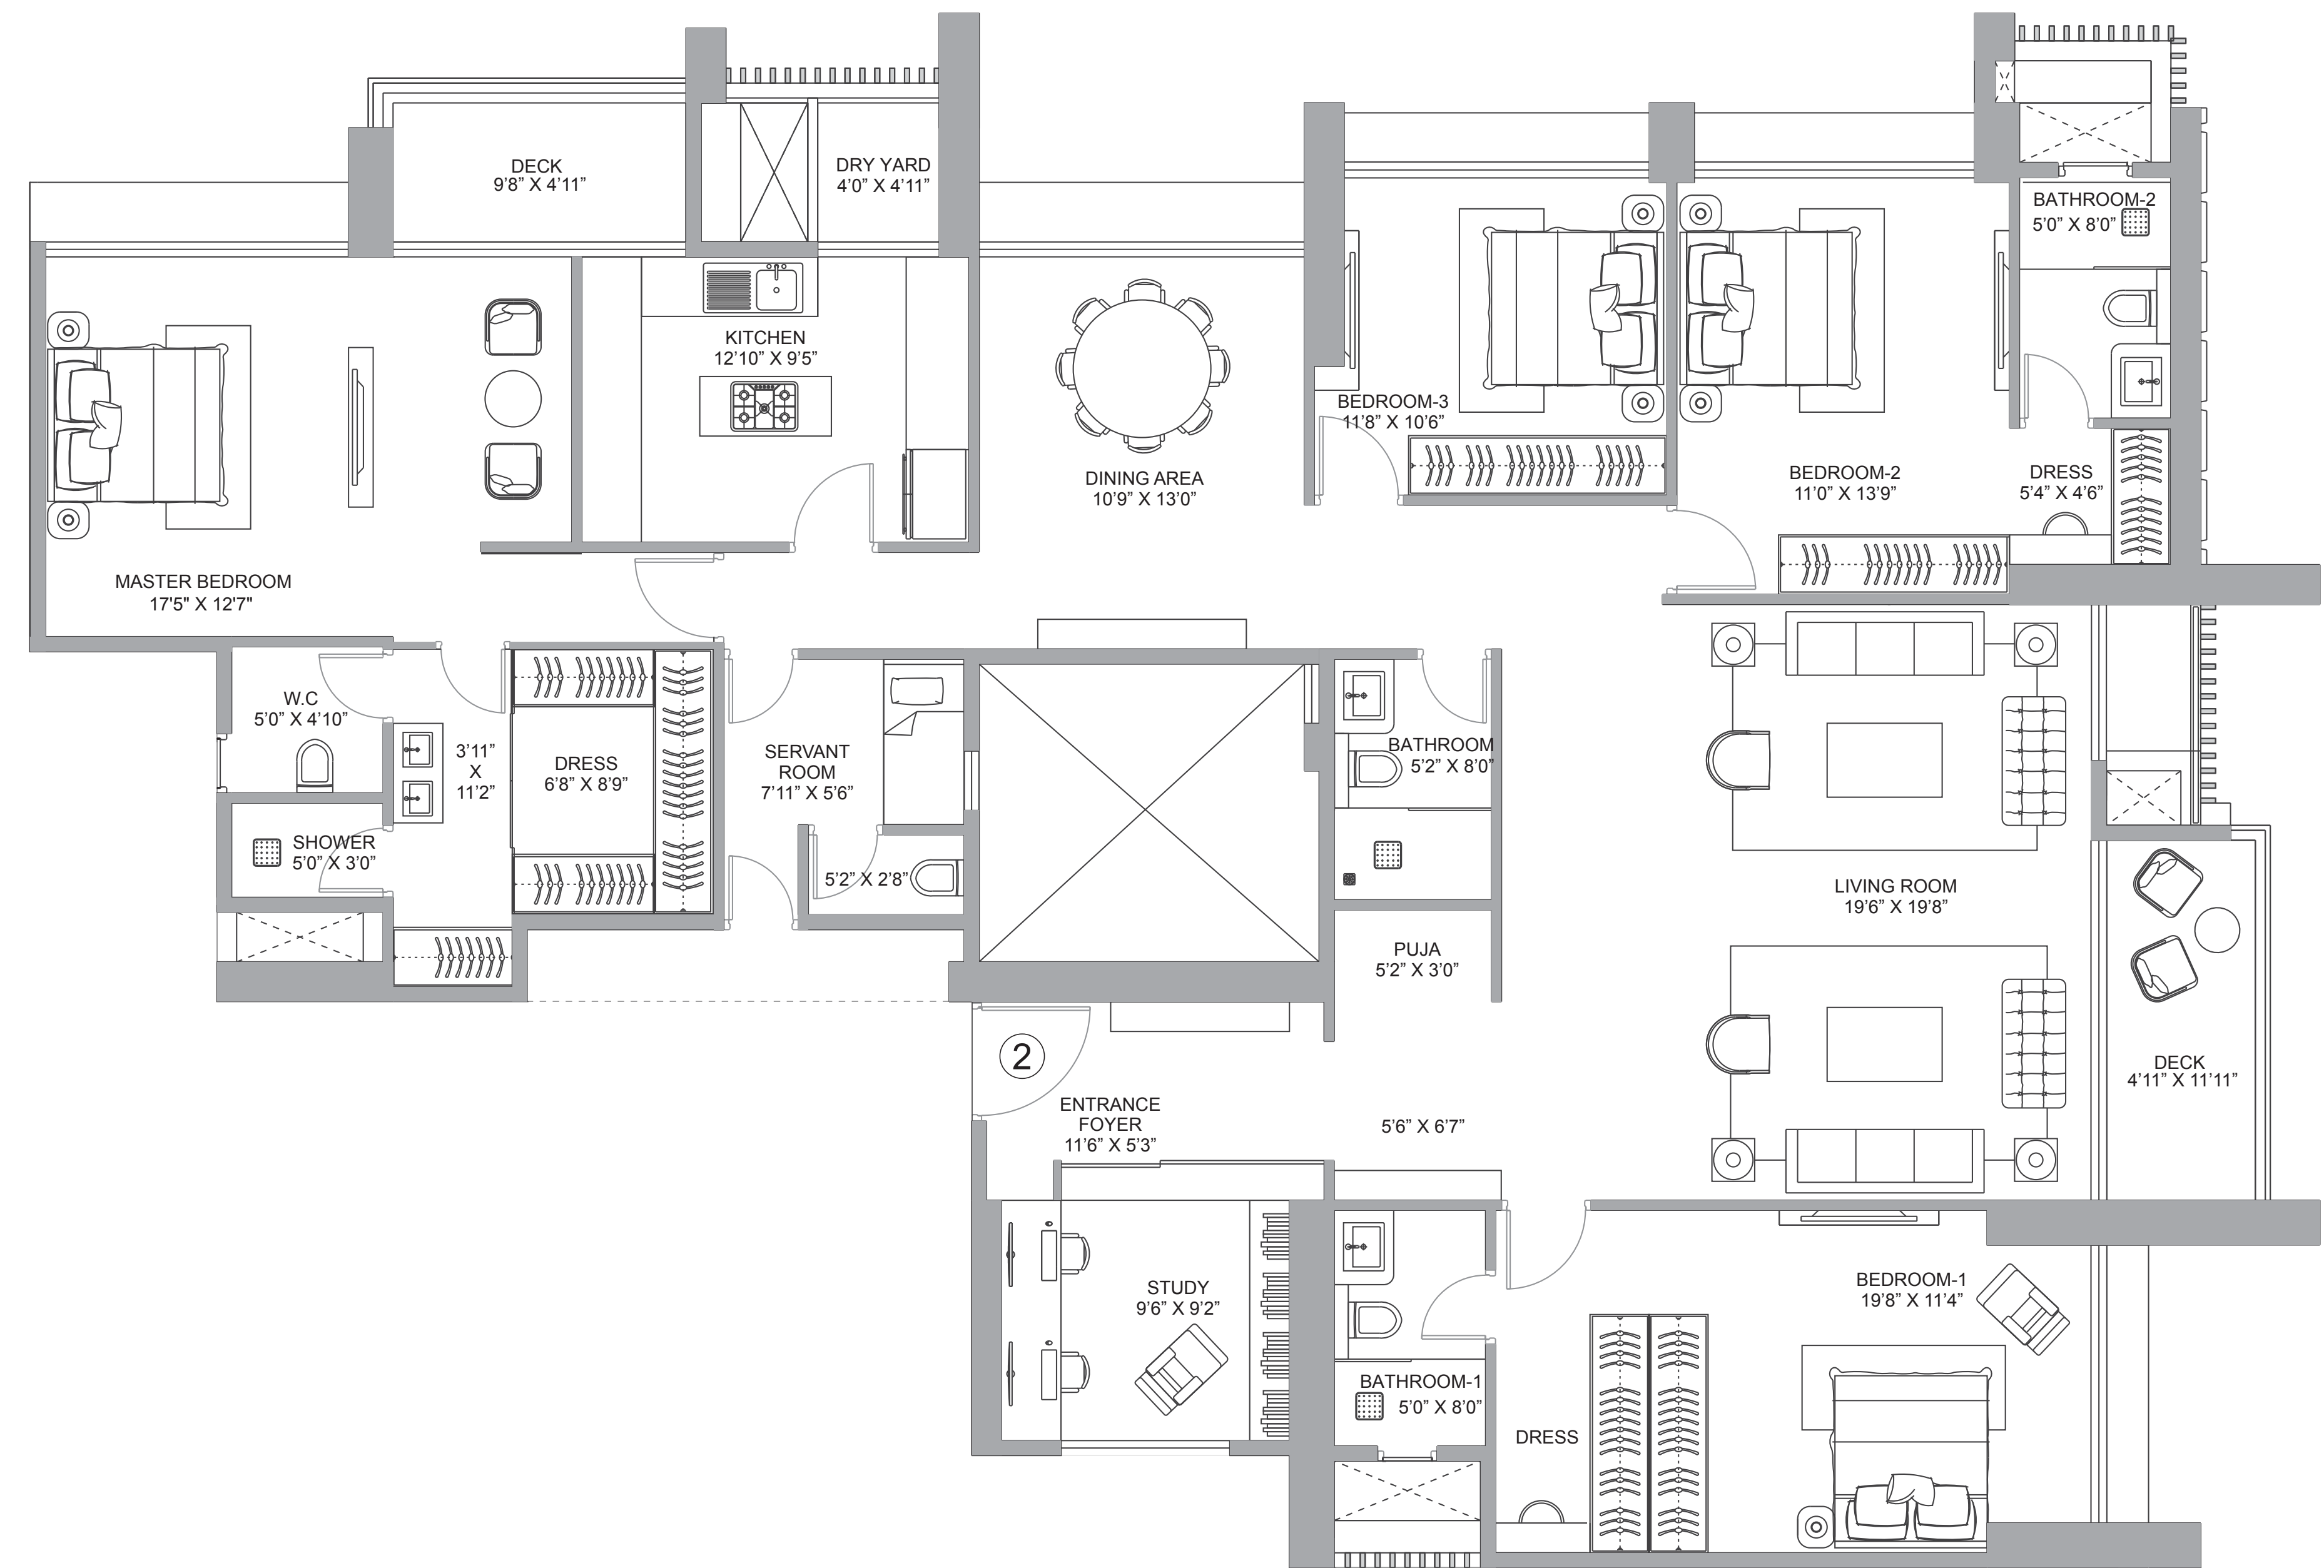 DECK
9’8” X 4’11”
DRY YARD
4’0” X 4’11”
BATHROOM-2
5’0” X 8’0”
KITCHEN
12’10” X 9’5”
BEDROOM-3
11’8” X 10’6”
DINING AREA
10’9” X 13’0”
BEDROOM-2
11’0” X 13’9”
DRESS
5’4” X 4’6”
MASTER BEDROOM
17'5" X 12'7"
W.C
5’0” X 4’10”
3’11”
X
11’2”
DRESS
6’8” X 8’9”
SERVANT
ROOM
7’11” X 5’6”
BATHROOM
5’2” X 8’0”
SHOWER
5’0” X 3’0”
5’2” X 2’8”
LIVING ROOM
19’6” X 19’8”
PUJA
5’2” X 3’0”
2
DECK
4’11” X 11’11”
ENTRANCE
FOYER
11’6” X 5’3”
5’6” X 6’7”
STUDY
9’6” X 9’2”
BEDROOM-1
19’8” X 11’4”
BATHROOM-1
5’0” X 8’0”
DRESS